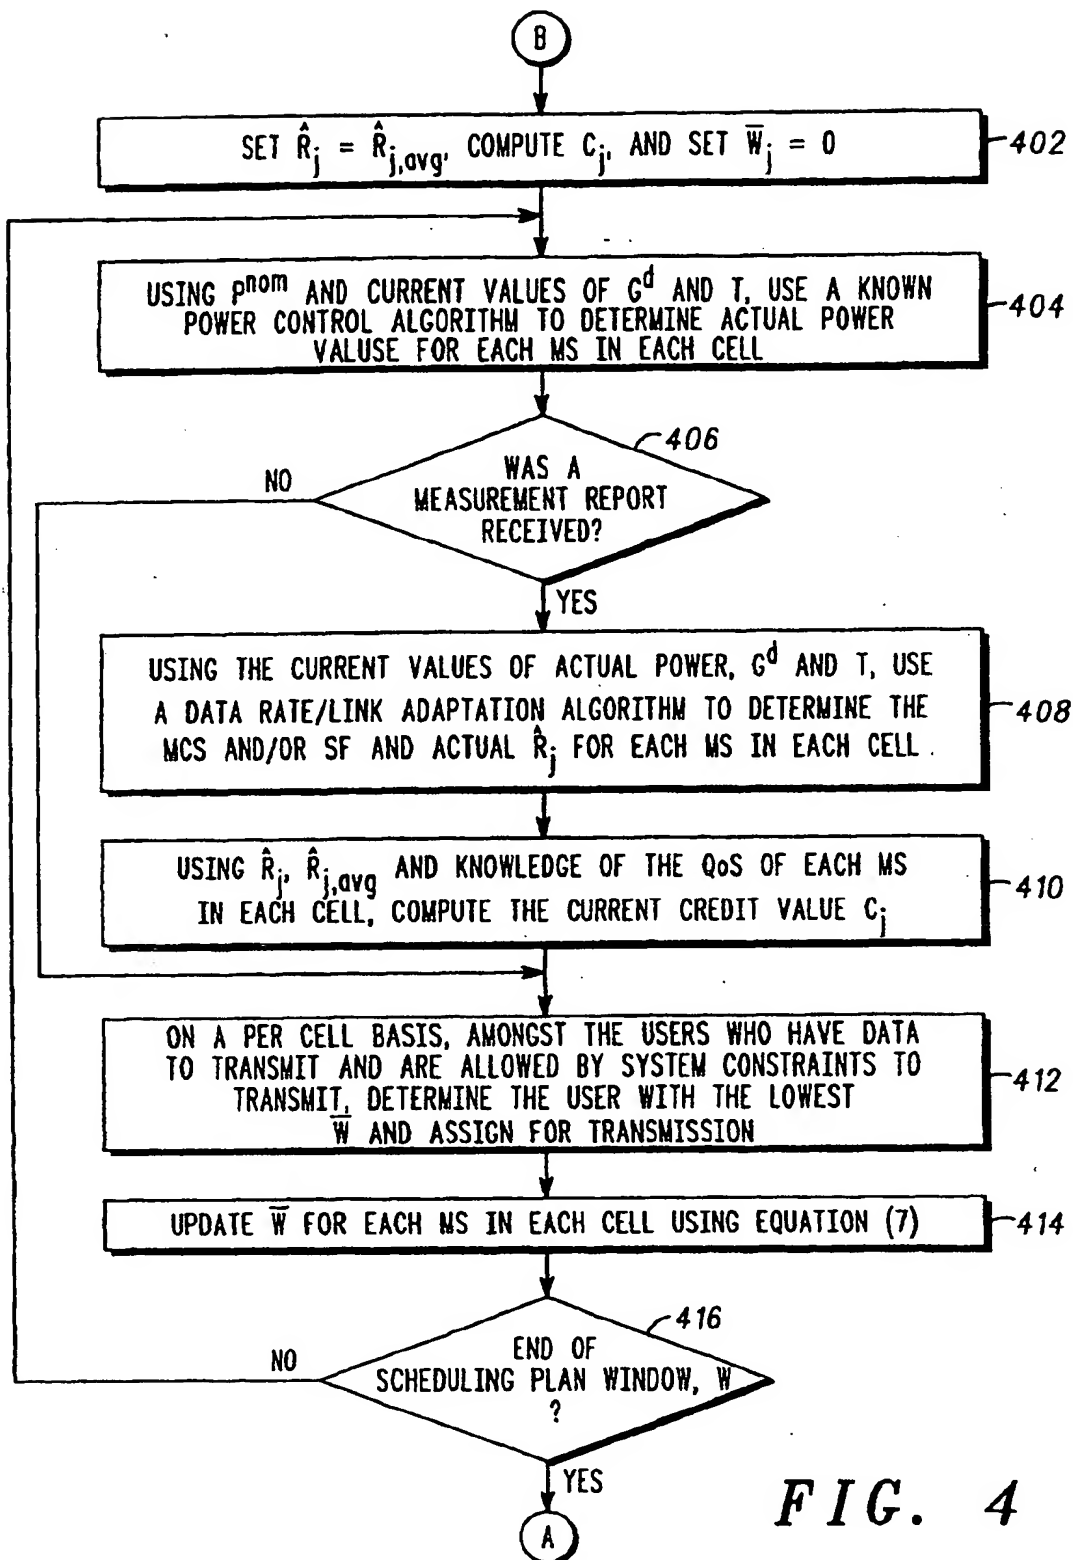 B
SET R̂j = R̂j,avg, COMPUTE Cj, AND SET W̅j = 0
402
USING Pnom AND CURRENT VALUES OF Gd AND T, USE A KNOWN
POWER CONTROL ALGORITHM TO DETERMINE ACTUAL POWER
VALUSE FOR EACH MS IN EACH CELL
404
406
WAS A
MEASUREMENT REPORT
RECEIVED?
NO
YES
USING THE CURRENT VALUES OF ACTUAL POWER, Gd AND T, USE
A DATA RATE/LINK ADAPTATION ALGORITHM TO DETERMINE THE
MCS AND/OR SF AND ACTUAL R̂j FOR EACH MS IN EACH CELL.
408
USING R̂j, R̂j,avg AND KNOWLEDGE OF THE QoS OF EACH MS
IN EACH CELL, COMPUTE THE CURRENT CREDIT VALUE Cj
410
ON A PER CELL BASIS, AMONGST THE USERS WHO HAVE DATA
TO TRANSMIT AND ARE ALLOWED BY SYSTEM CONSTRAINTS TO
TRANSMIT, DETERMINE THE USER WITH THE LOWEST
W̅ AND ASSIGN FOR TRANSMISSION
412
UPDATE W̅ FOR EACH MS IN EACH CELL USING EQUATION (7)
414
416
END OF
SCHEDULING PLAN WINDOW, W
?
NO
YES
A
FIG. 4